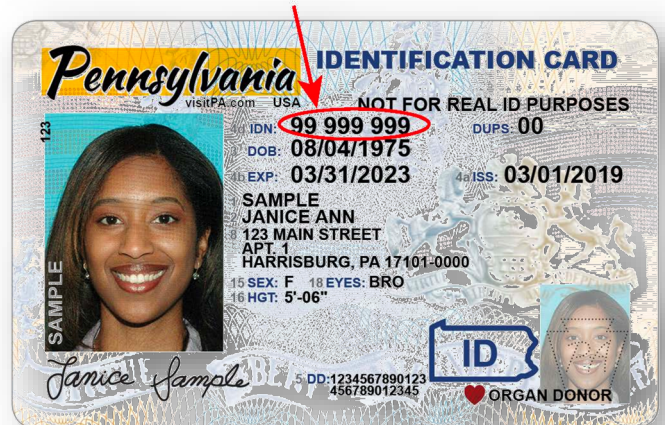 Pennsylvania
visitPA.com USA
IDENTIFICATION CARD
NOT FOR REAL ID PURPOSES
123
4d IDN: 99 999 999 DUPS: 00
3 DOB: 08/04/1975
4b EXP: 03/31/2023 4a ISS: 03/01/2019
1 SAMPLE
2 JANICE ANN
8 123 MAIN STREET
APT. 1
HARRISBURG, PA 17101-0000
15 SEX: F 18 EYES: BRO
16 HGT: 5'-06"
SAMPLE
Janice Sample
5 DD:1234567890123
456789012345
ID
ORGAN DONOR